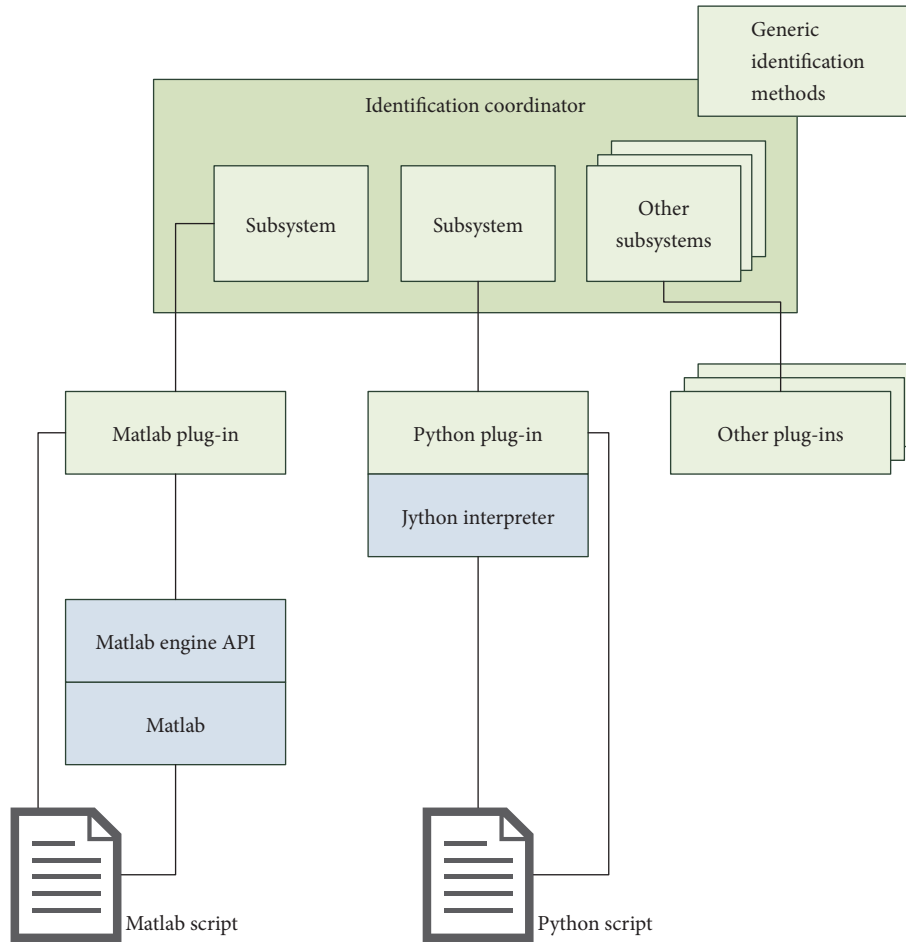 Generic
identification
methods
Identification coordinator
Subsystem
Subsystem
Other
subsystems
Matlab plug-in
Python plug-in
Other plug-ins
Jython interpreter
Matlab engine API
Matlab
Matlab script
Python script